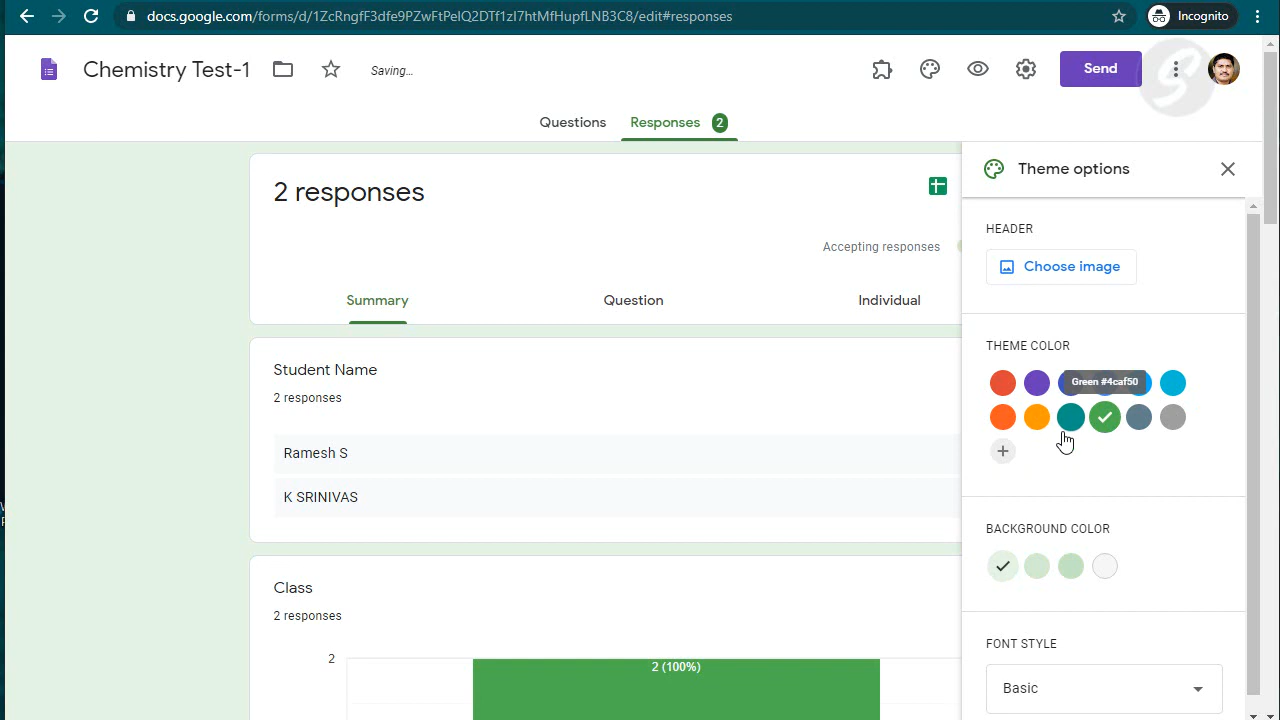 docs.google.com/forms/d/1ZcRngfF3dfe9PZwFtPelQ2DTf1zI7htMfHupfLNB3C8/edit#responses
Incognito
Chemistry Test-1
Saving...
Send
Questions
Responses 2
2 responses
Accepting responses
Summary
Question
Individual
Student Name
2 responses
Ramesh S
K SRINIVAS
Class
2 responses
2
2 (100%)
Theme options
HEADER
Choose image
THEME COLOR
Green #4caf50
BACKGROUND COLOR
FONT STYLE
Basic